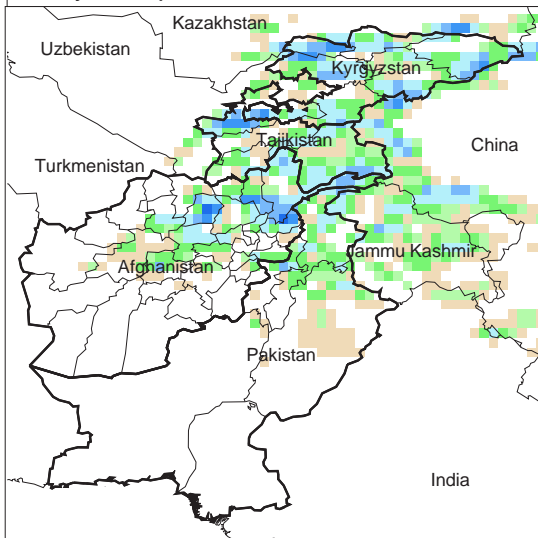 Kazakhstan
Uzbekistan
Kyrgyzstan
Tajikistan
China
Turkmenistan
Jammu Kashmir
Afghanistan
Pakistan
India